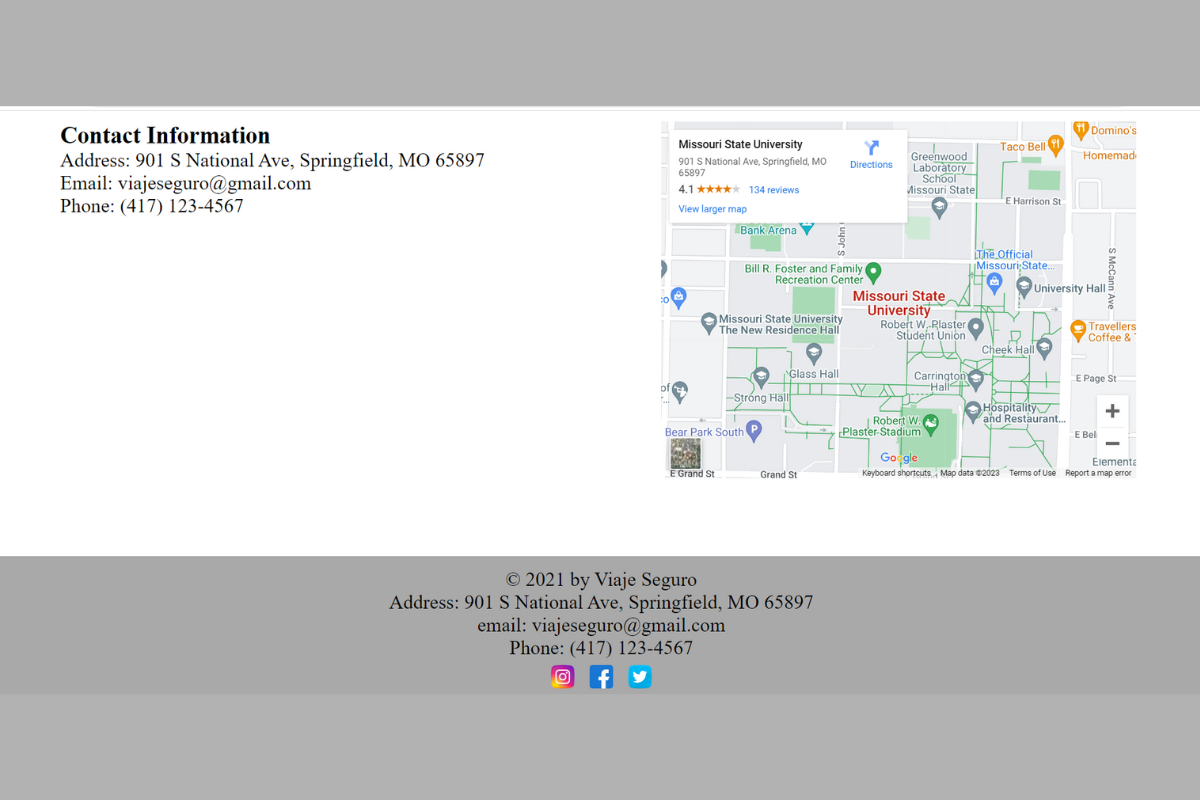 Contact Information
Address: 901 S National Ave, Springfield, MO 65897
Email: viajeseguro@gmail.com
Phone: (417) 123-4567
Missouri State University
901 S National Ave, Springfield, MO
65897
4.1
134 reviews
View larger map
Directions
Greenwood
Laboratory
School
Missouri State
Taco Bell
Domino's
Homemad
E Harrison St
Bank Arena
S John
S McCann Ave
The Official
Missouri State...
Bill R. Foster and Family
Recreation Center
University Hall
Missouri State
University
Missouri State University
The New Residence Hall
Robert W. Plaster
Student Union
Travellers
Coffee &
Cheek Hall
Glass Hall
Carrington
Hall
E Page St
of
Strong Hall
Hospitality
and Restaurant...
Robert W.
Plaster Stadium
Bear Park South
P
E Bel
Elementa
Google
E Grand St
Grand St
Keyboard shortcuts
Map data ©2023
Terms of Use
Report a map error
© 2021 by Viaje Seguro
Address: 901 S National Ave, Springfield, MO 65897
email: viajeseguro@gmail.com
Phone: (417) 123-4567